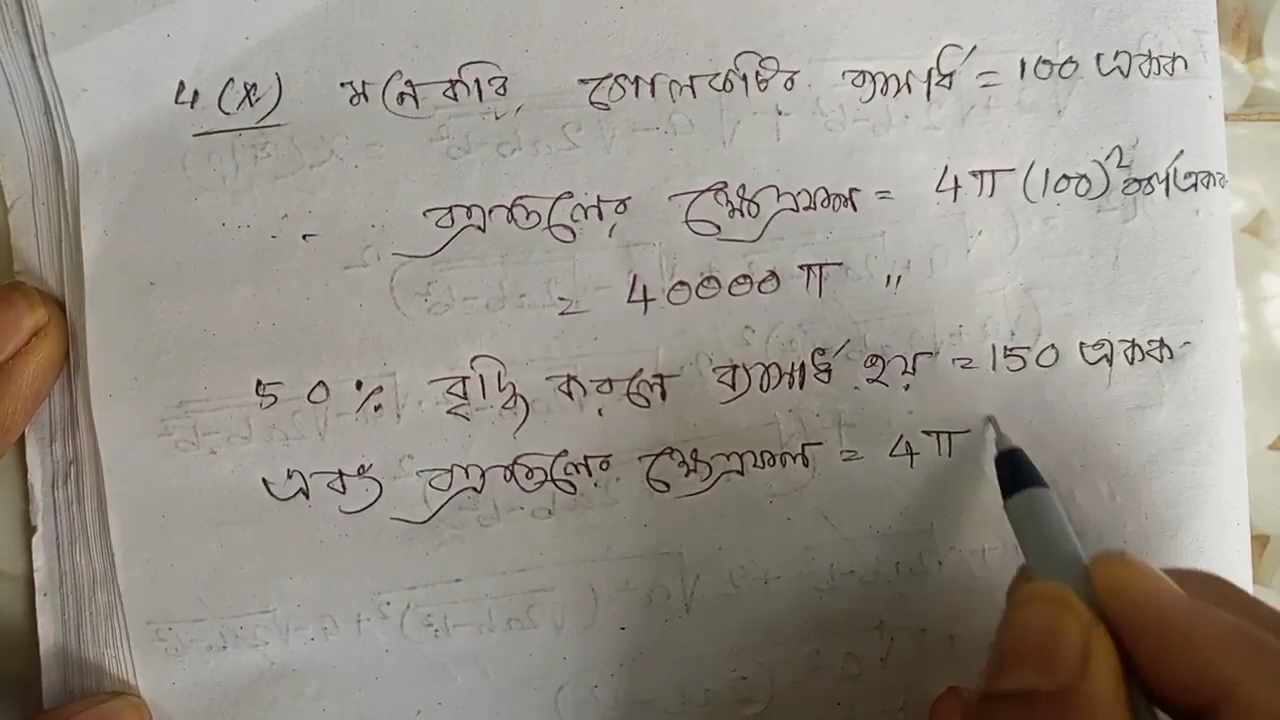 4(x) মনেকরি, গোলকটির ব্যাসার্ধ = 100 একক
∴ বক্রতলের ক্ষেত্রফল = 4π(100)² বর্গএকক
= 40000π "
50% বৃদ্ধি করলে ব্যাসার্ধ হয় = 150 একক
এবং বক্রতলের ক্ষেত্রফল = 4π